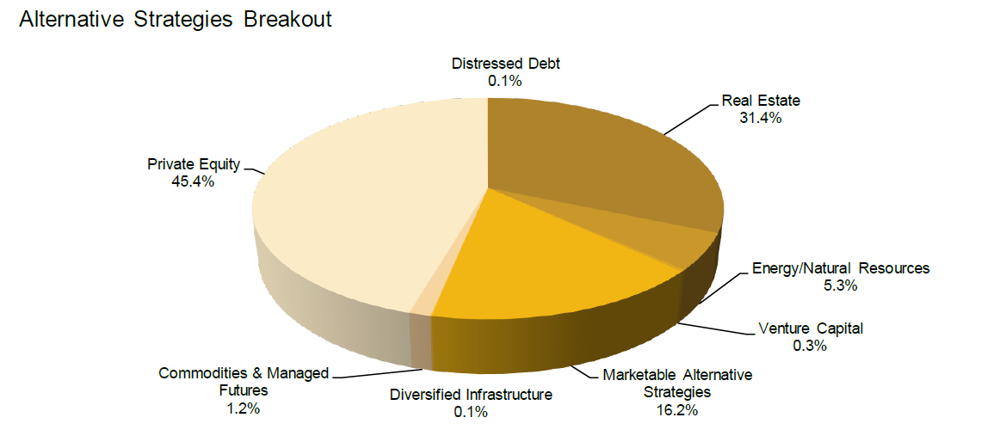 Alternative Strategies Breakout
Distressed Debt
0.1%
Real Estate
31.4%
Private Equity
45.4%
Energy/Natural Resources
5.3%
Venture Capital
0.3%
Marketable Alternative
Strategies
16.2%
Commodities & Managed
Futures
1.2%
Diversified Infrastructure
0.1%